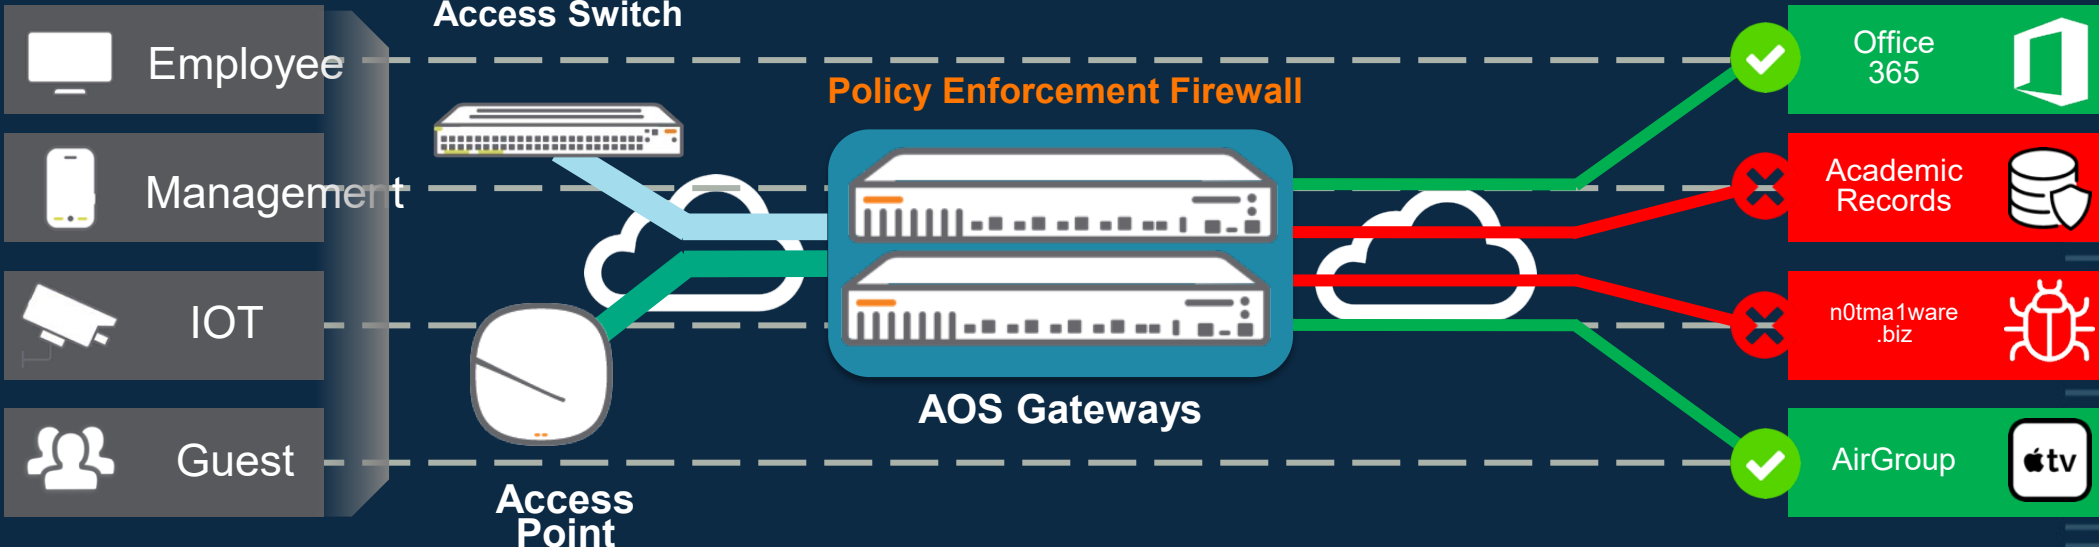 Access Switch
Employee
Management
IOT
Guest
Policy Enforcement Firewall
AOS Gateways
Access
Point
Office
365
Academic
Records
n0tma1ware
.biz
AirGroup
tv